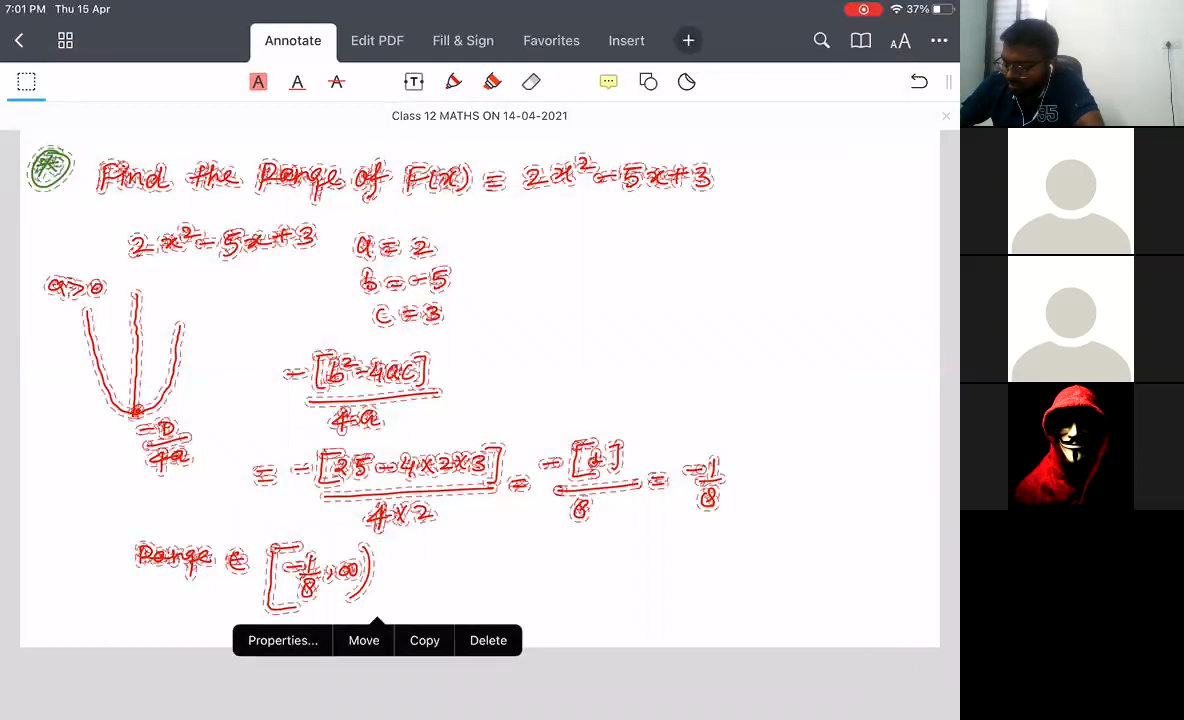 7:01 PM Thu 15 Apr
37%
Annotate Edit PDF Fill & Sign Favorites Insert
A A A T
AA
Class 12 MATHS ON 14-04-2021
Find the Range of F(x) = 2x² - 5x + 3
2x² - 5x + 3 a = 2
a > 0 b = -5
c = 3
-[b² - 4ac] / 4a
-D / 4a
= -[25 - 4×2×3] / 4×2 = -[1] / 8 = -1/8
Range ∈ [-1/8, ∞)
Properties... Move Copy Delete